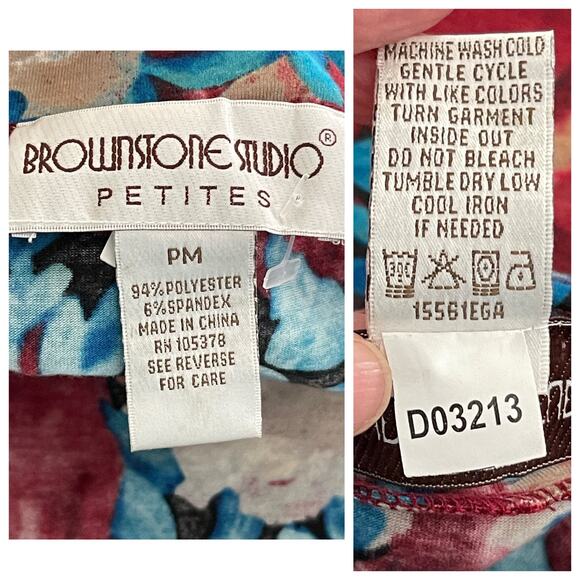 BROWNSTONE STUDIO®
PETITES
PM
94% POLYESTER
6% SPANDEX
MADE IN CHINA
RN 105378
SEE REVERSE
FOR CARE
MACHINE WASH COLD
GENTLE CYCLE
WITH LIKE COLORS
TURN GARMENT
INSIDE OUT
DO NOT BLEACH
TUMBLE DRY LOW
COOL IRON
IF NEEDED
15561EGA
D03213